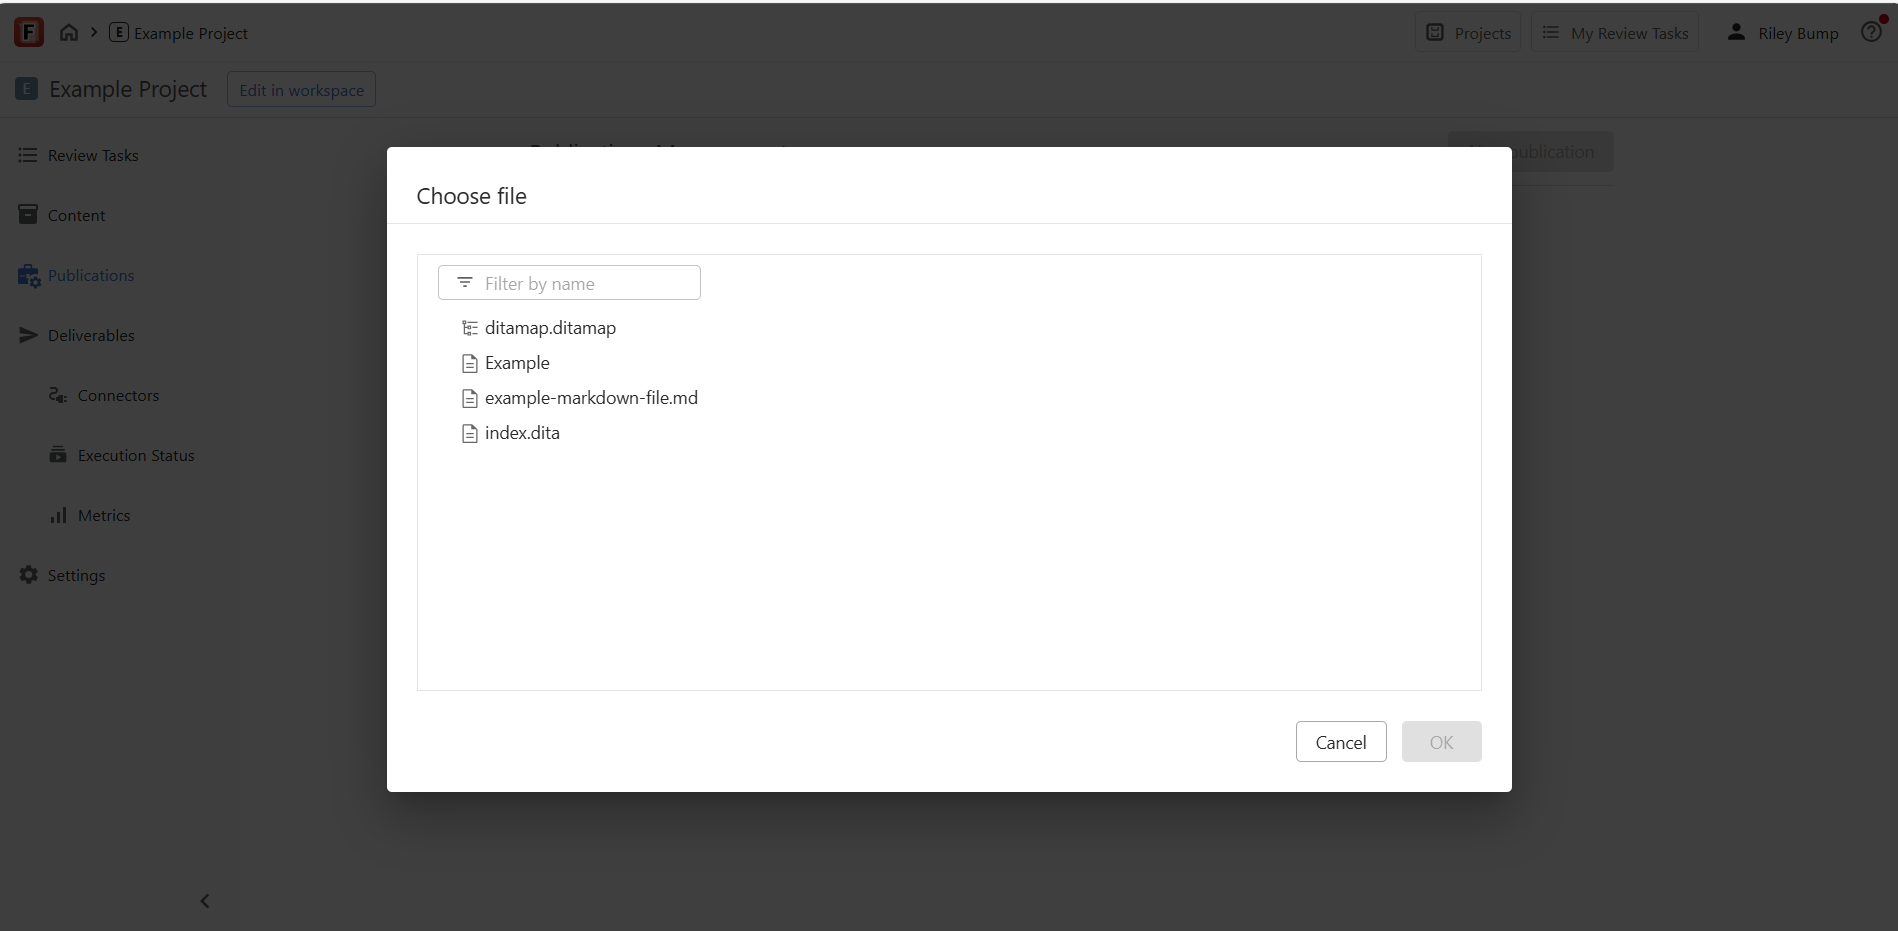 F
E Example Project
Projects
My Review Tasks
Riley Bump
E Example Project
Edit in workspace
Review Tasks
Content
Publications
Deliverables
Connectors
Execution Status
Metrics
Settings
publication
Choose file
Filter by name
ditamap.ditamap
Example
example-markdown-file.md
index.dita
Cancel
OK